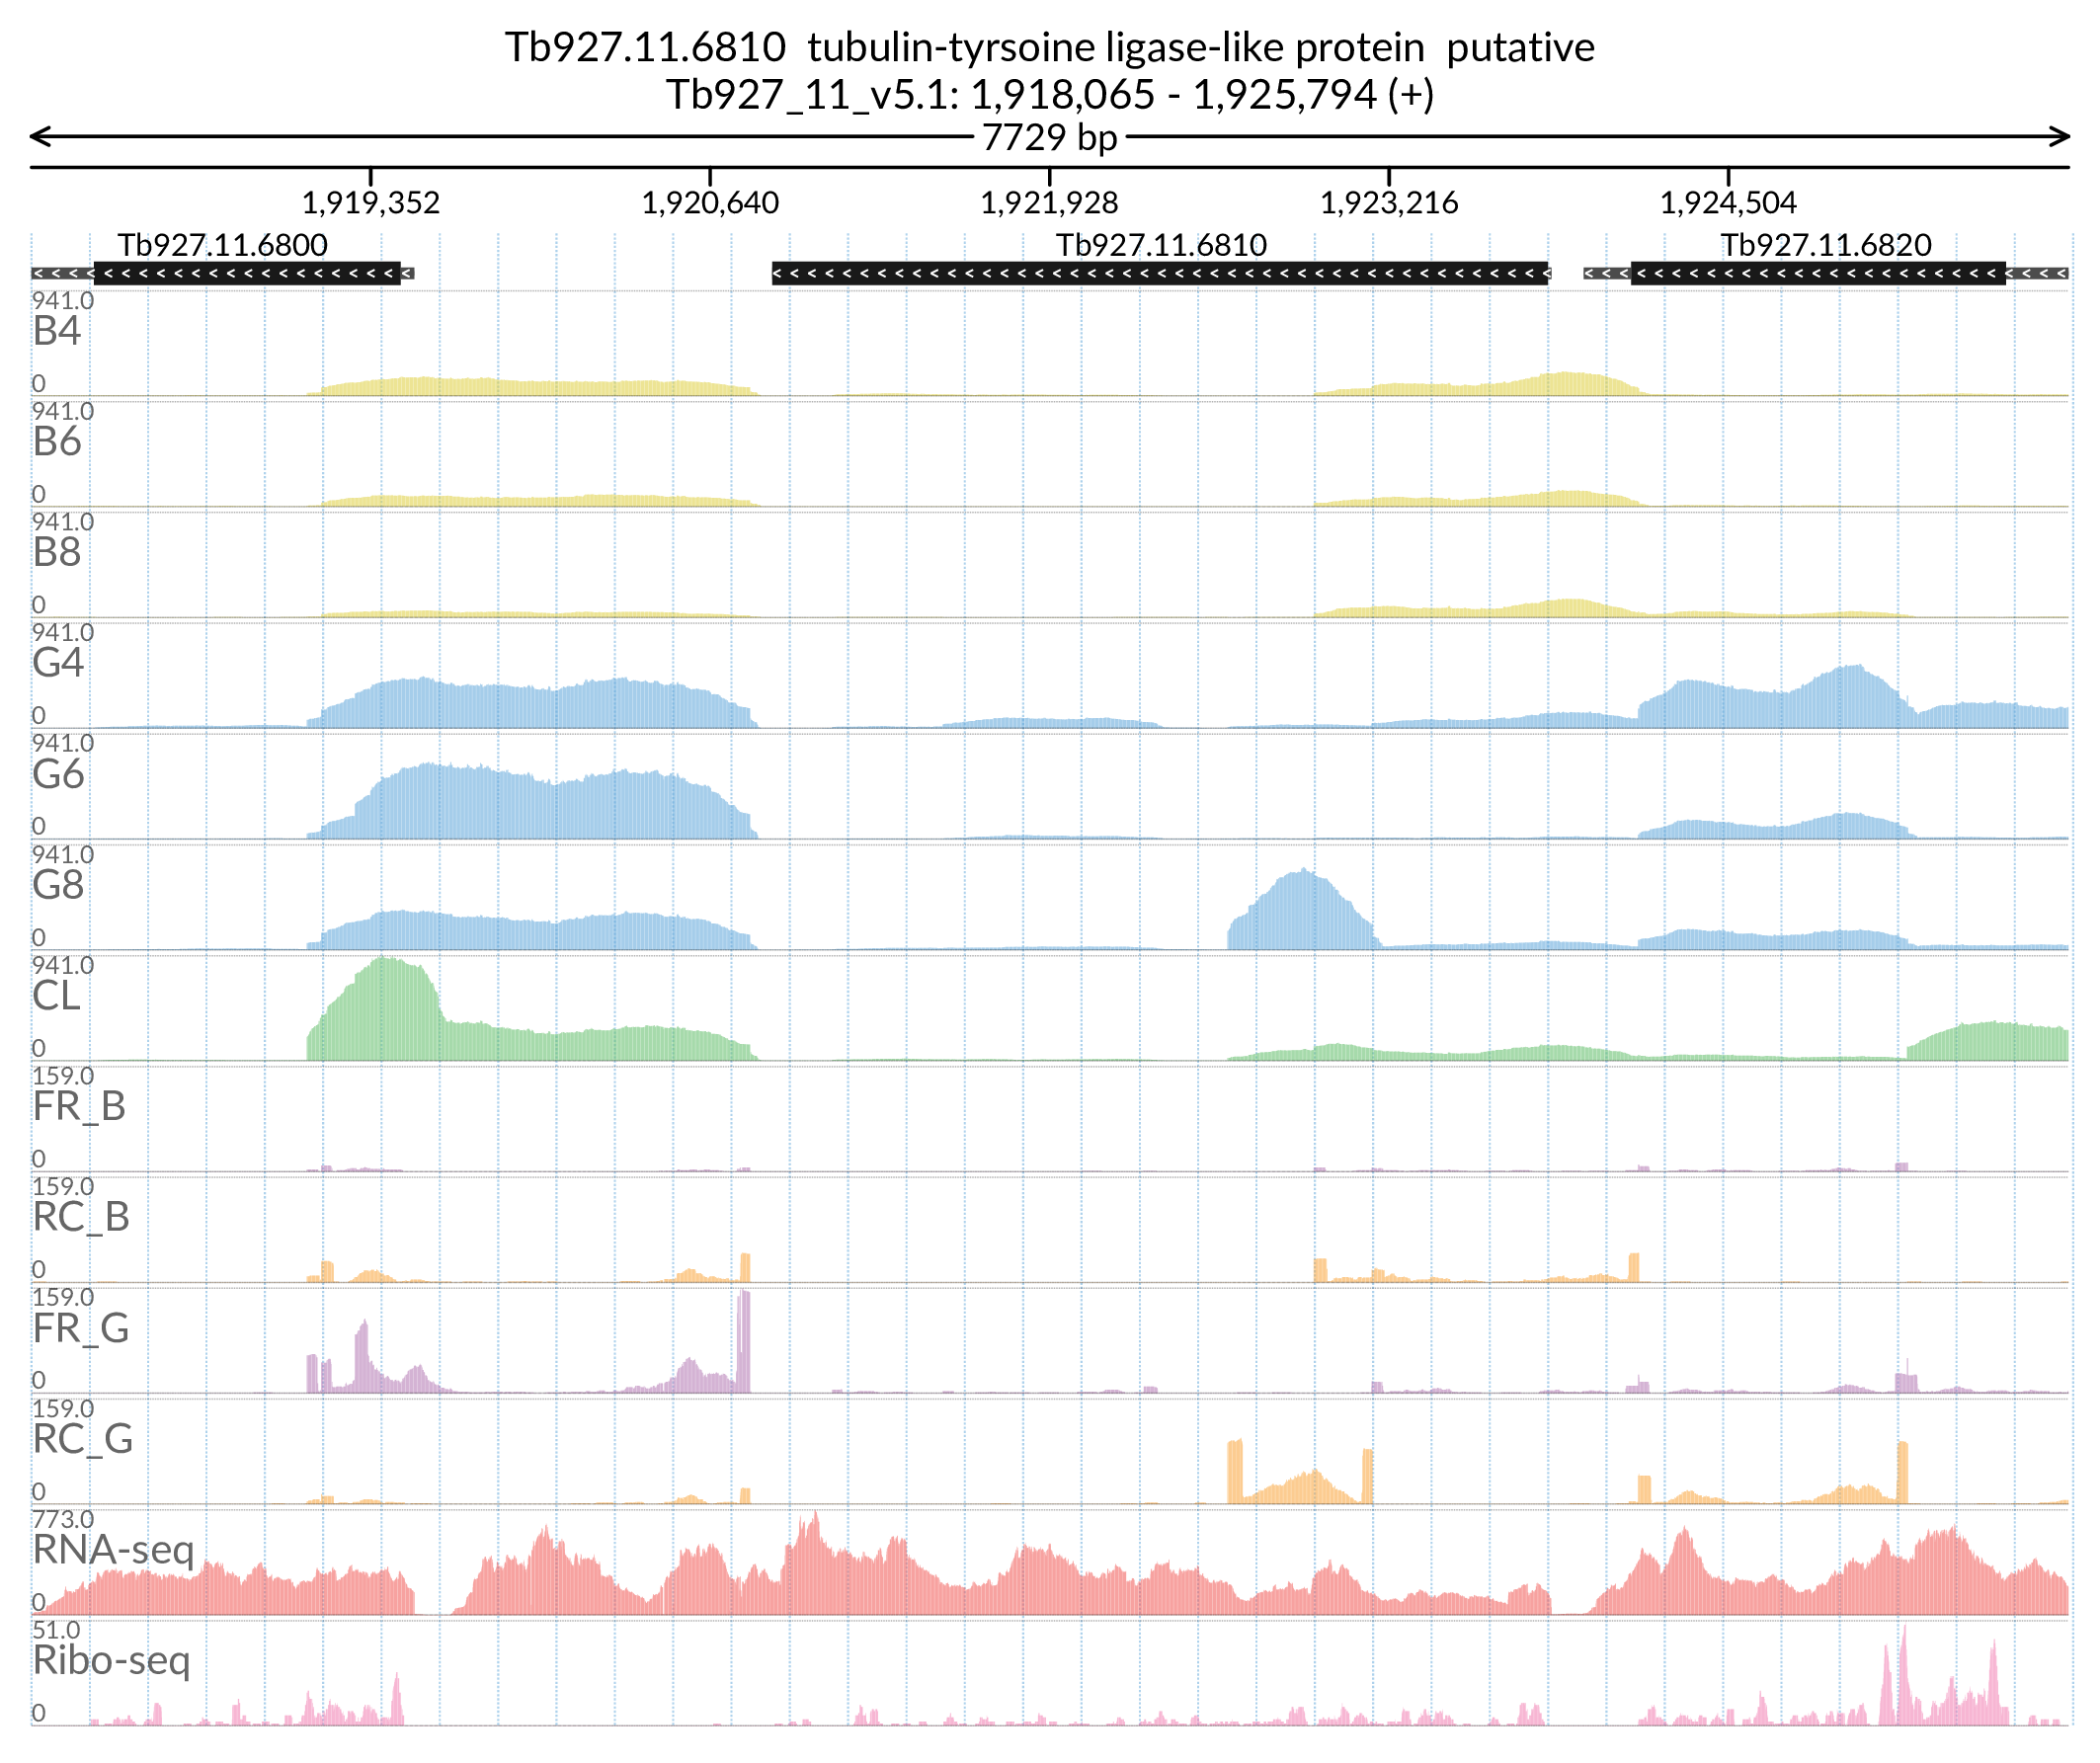 Tb927.11.6810 tubulin-tyrsoine ligase-like protein putative
Tb927_11_v5.1: 1,918,065 - 1,925,794 (+)
7729 bp
1,919,352 1,920,640 1,921,928 1,923,216 1,924,504
Tb927.11.6800 Tb927.11.6810 Tb927.11.6820
941.0
B4
0
941.0
B6
0
941.0
B8
0
941.0
G4
0
941.0
G6
0
941.0
G8
0
941.0
CL
0
159.0
FR_B
0
159.0
RC_B
0
159.0
FR_G
0
159.0
RC_G
0
773.0
RNA-seq
0
51.0
Ribo-seq
0